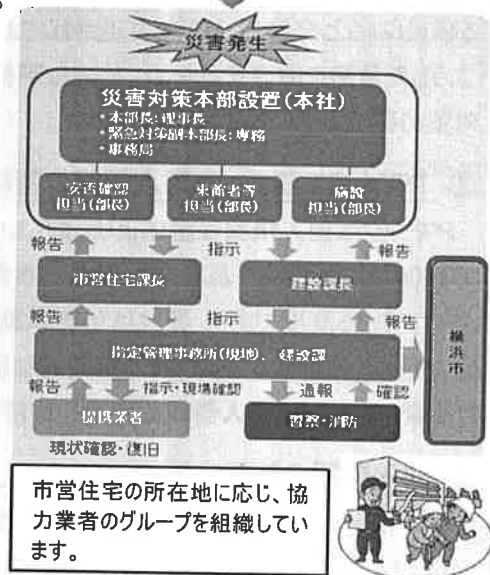 災害発生
災害対策本部設置(本社)
・本部長:理事長
・緊急対策副本部長:専務
・事務局
安否確認
担当(部長)
来庁者等
担当(部長)
施設
担当(部長)
報告
指示
報告
市営住宅課長
建設課長
報告
指示
報告
指定管理事務所(現地)、建設課
横浜市
報告
指示・現場確認
通報
確認
提携業者
警察・消防
現状確認・復旧
市営住宅の所在地に応じ、協
力業者のグループを組織してい
ます。